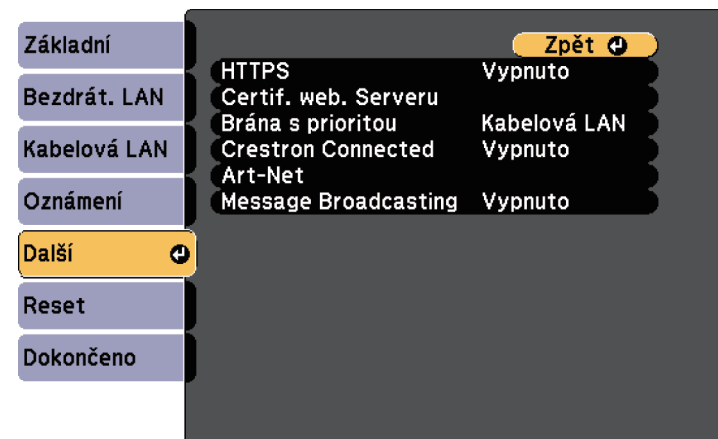 Základní
Bezdrát. LAN
Kabelová LAN
Oznámení
Další
Reset
Dokončeno
Zpět
HTTPS Vypnuto
Certif. web. Serveru
Brána s prioritou Kabelová LAN
Crestron Connected Vypnuto
Art-Net
Message Broadcasting Vypnuto